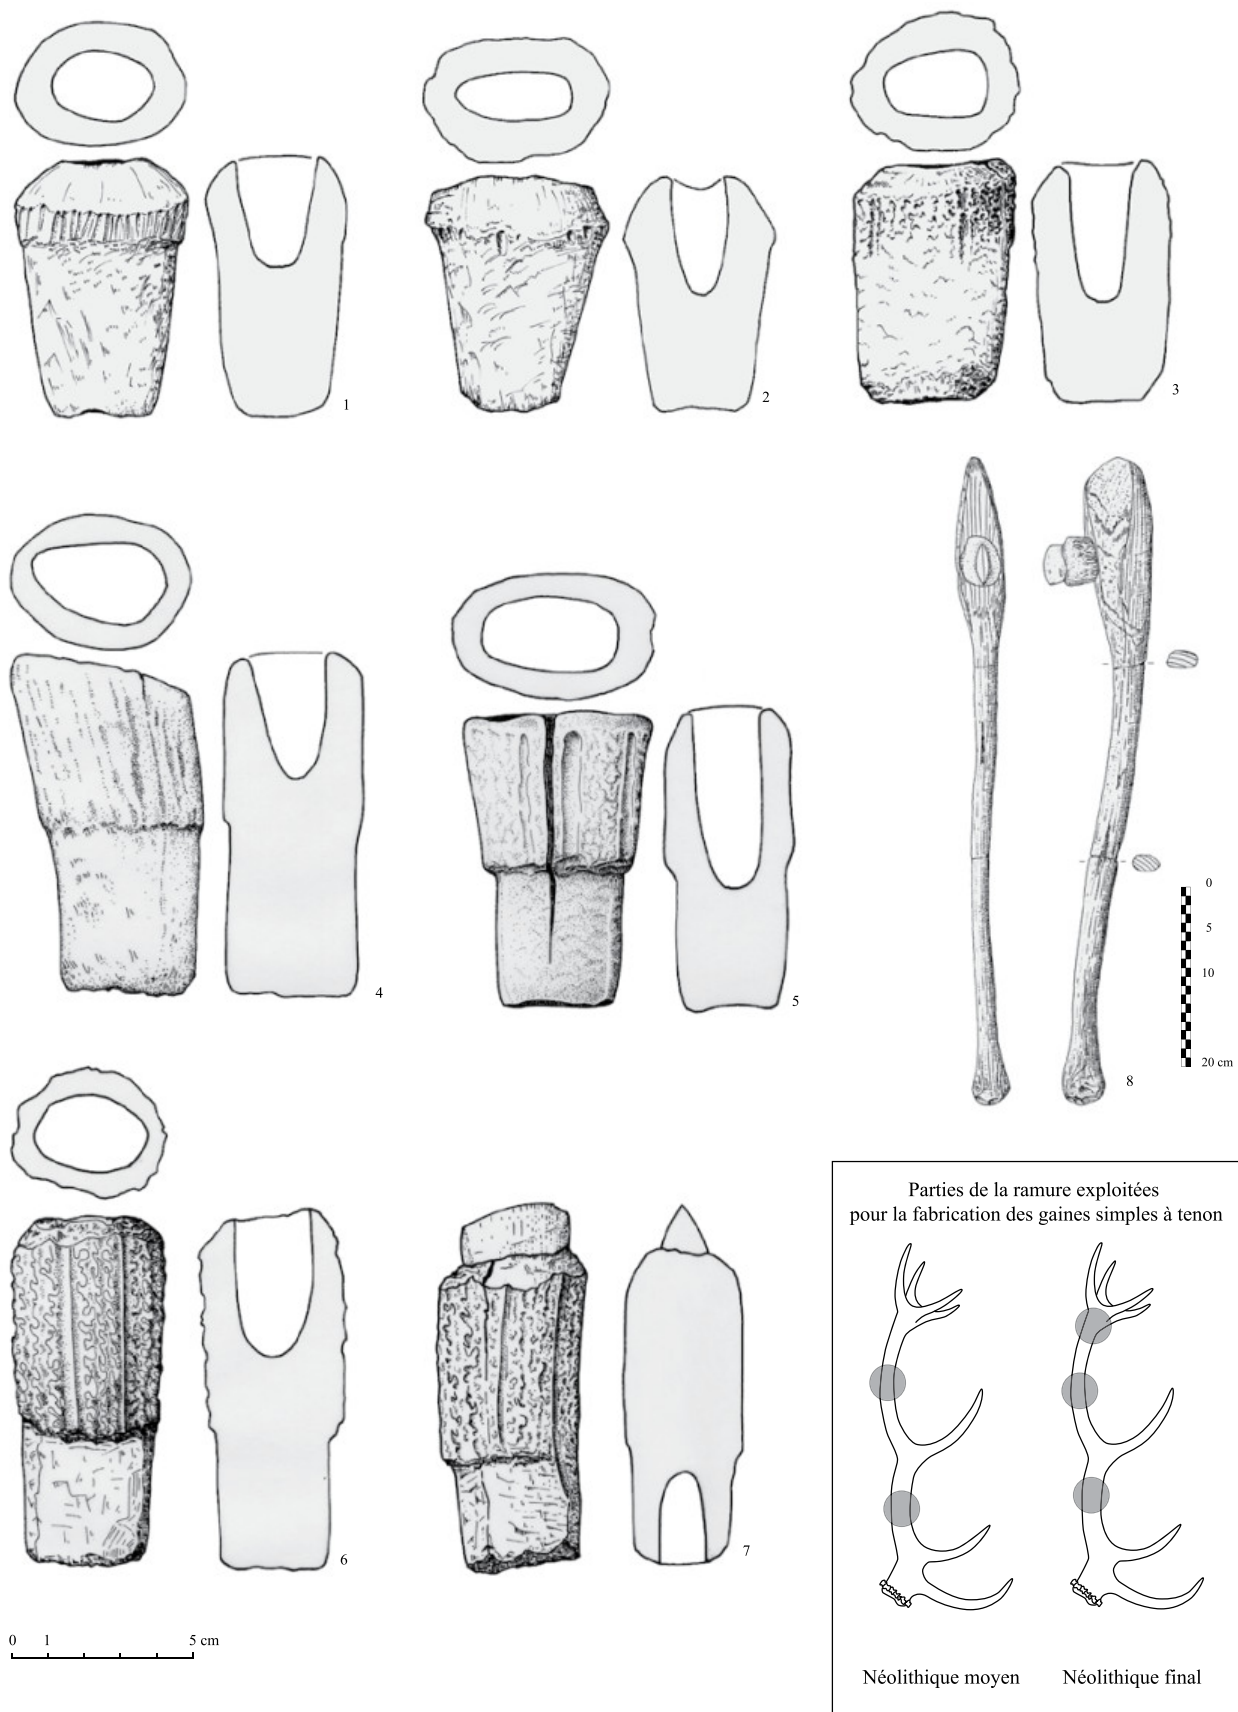 1
2
3
4
5
0
5
10
20 cm
8
6
7
0 1 5 cm
Parties de la ramure exploitées
pour la fabrication des gaines simples à tenon
Néolithique moyen Néolithique final